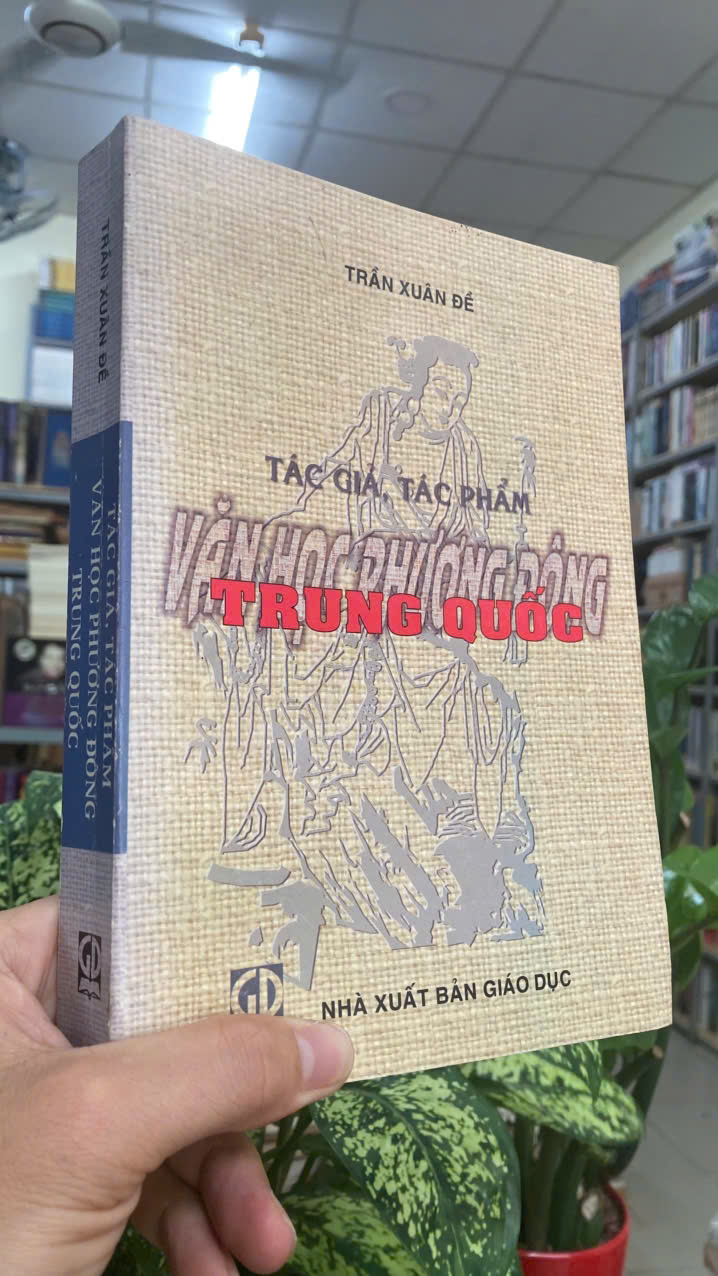 TRẦN XUÂN ĐỀ
TÁC GIẢ, TÁC PHẨM
VĂN HỌC PHƯƠNG ĐÔNG
TRUNG QUỐC
NHÀ XUẤT BẢN GIÁO DỤC
TRẦN XUÂN ĐỀ
TÁC GIẢ, TÁC PHẨM
VĂN HỌC PHƯƠNG ĐÔNG
TRUNG QUỐC